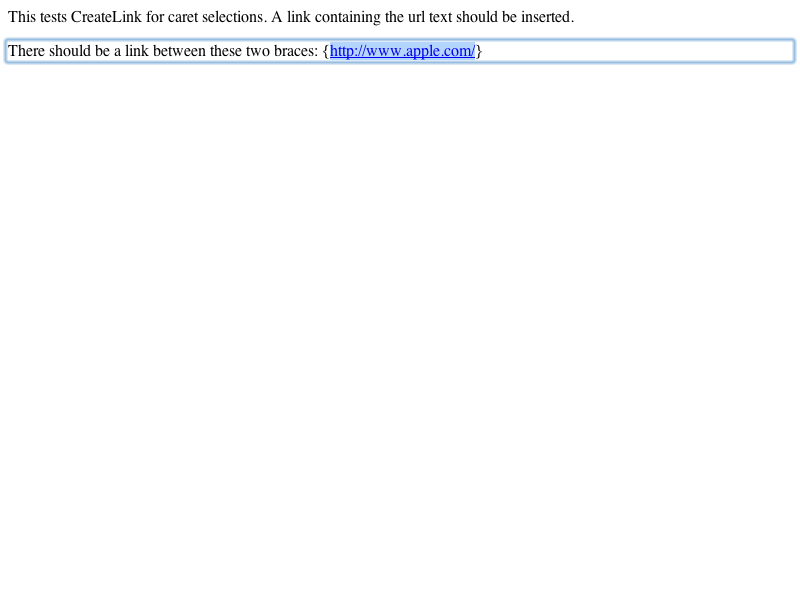 This tests CreateLink for caret selections. A link containing the url text should be inserted.
There should be a link between these two braces: {http://www.apple.com/}